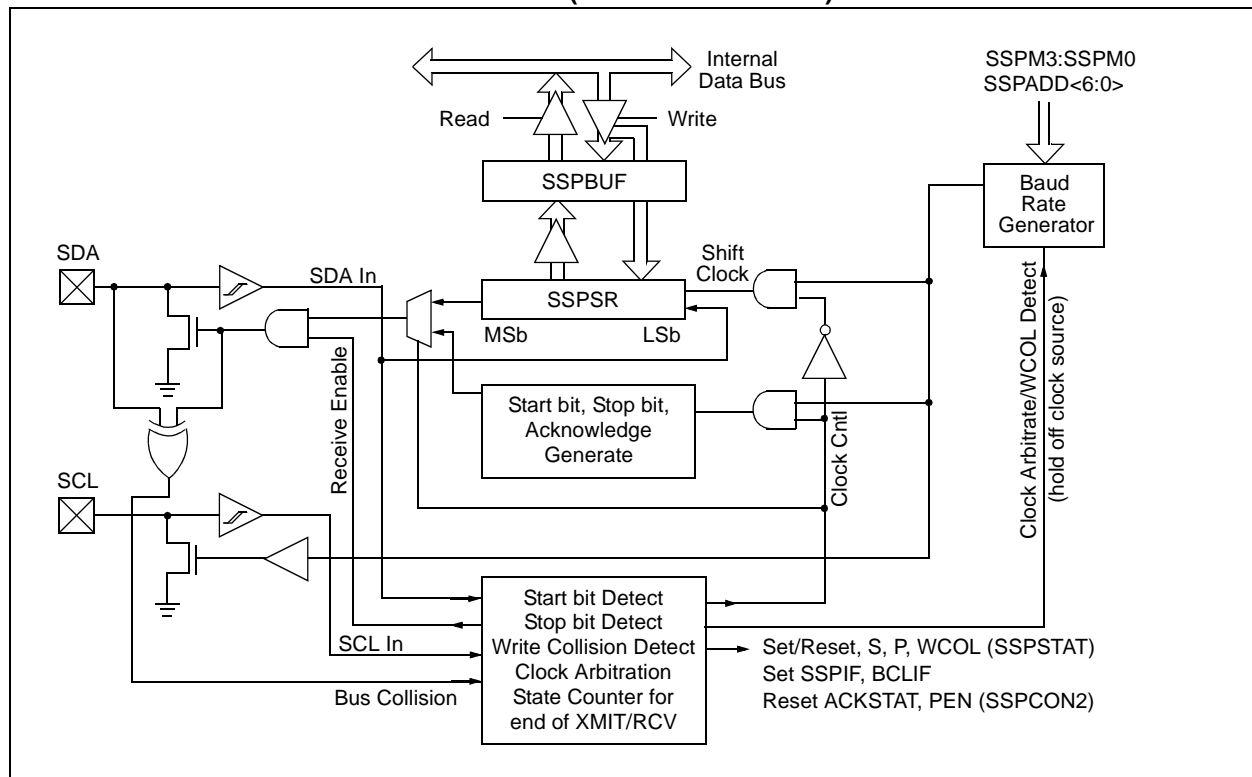 Internal
Data Bus
SSPM3:SSPM0
SSPADD<6:0>
Read
Write
SSPBUF
Baud
Rate
Generator
SDA
SDA In
Shift
Clock
SSPSR
MSb
LSb
Start bit, Stop bit,
Acknowledge
Generate
Receive Enable
Clock Cntl
Clock Arbitrate/WCOL Detect
(hold off clock source)
SCL
SCL In
Bus Collision
Start bit Detect
Stop bit Detect
Write Collision Detect
Clock Arbitration
State Counter for
end of XMIT/RCV
Set/Reset, S, P, WCOL (SSPSTAT)
Set SSPIF, BCLIF
Reset ACKSTAT, PEN (SSPCON2)